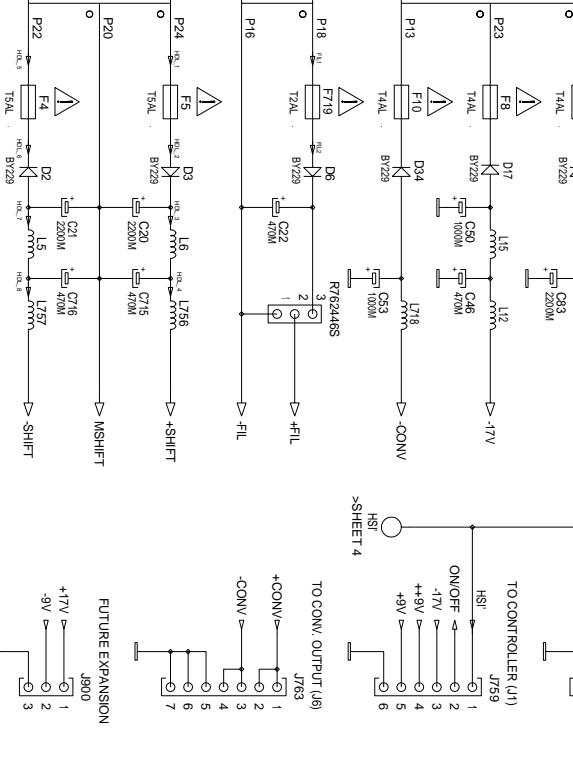 T4AL
BY229
C83
2200M
P23
F8
T4AL
D17
BY229
C50
1000M
L15
C46
470M
L12
-17V
P13
F10
T4AL
D34
BY229
C53
1000M
L718
-CONV
P18
FIL1
F719
T2AL
FIL2
D6
BY229
C22
470M
R762446S
3
2
1
+FIL
P16
-FIL
P24
HDL_1
F5
T5AL
HDL_2
D3
BY229
HDL_3
C20
2200M
L6
HDL_4
C715
470M
L756
+SHIFT
P20
MSHIFT
P22
HDL_5
F4
T5AL
HDL_6
D2
BY229
HDL_7
C21
2200M
L5
HDL_8
C716
470M
L757
-SHIFT
HSI'
>SHEET 4
TO CONTROLLER (J1)
J759
HSI' 1
ON/OFF 2
-17V 3
++9V 4
+9V 5
6
TO CONV. OUTPUT (J6)
J763
+CONV 1
2
-CONV 3
4
5
6
7
FUTURE EXPANSION
J900
+17V 1
-9V 2
3